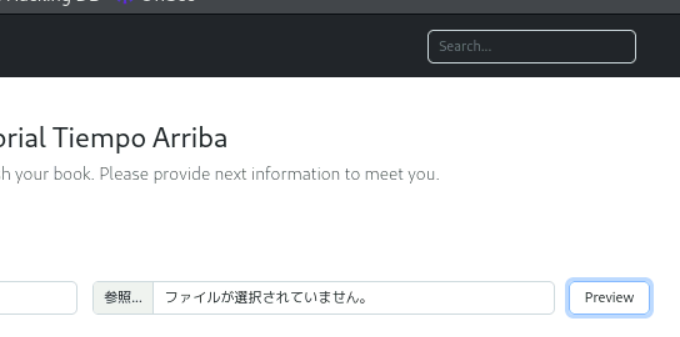 Search...
orial Tiempo Arriba
h your book. Please provide next information to meet you.
参照... ファイルが選択されていません。 Preview